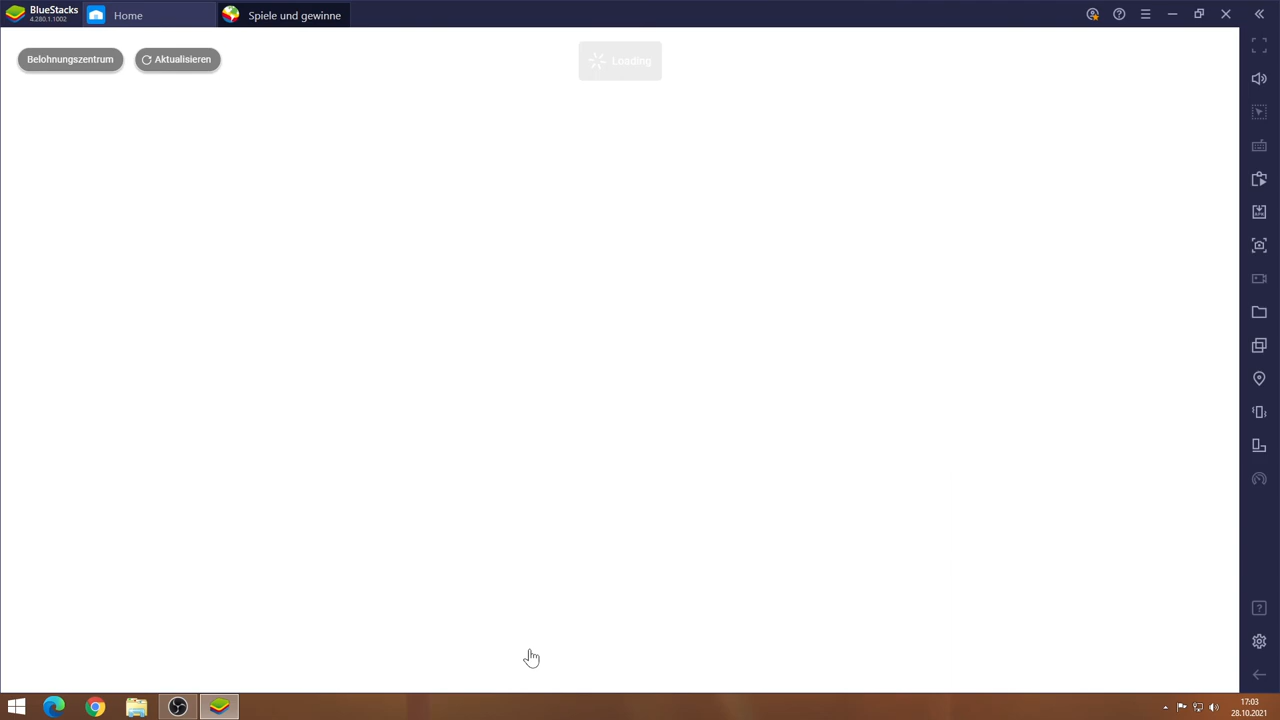 BlueStacks
4.280.1.1002
Home
Spiele und gewinne
Belohnungszentrum
Aktualisieren
Loading
17:03
28.10.2021